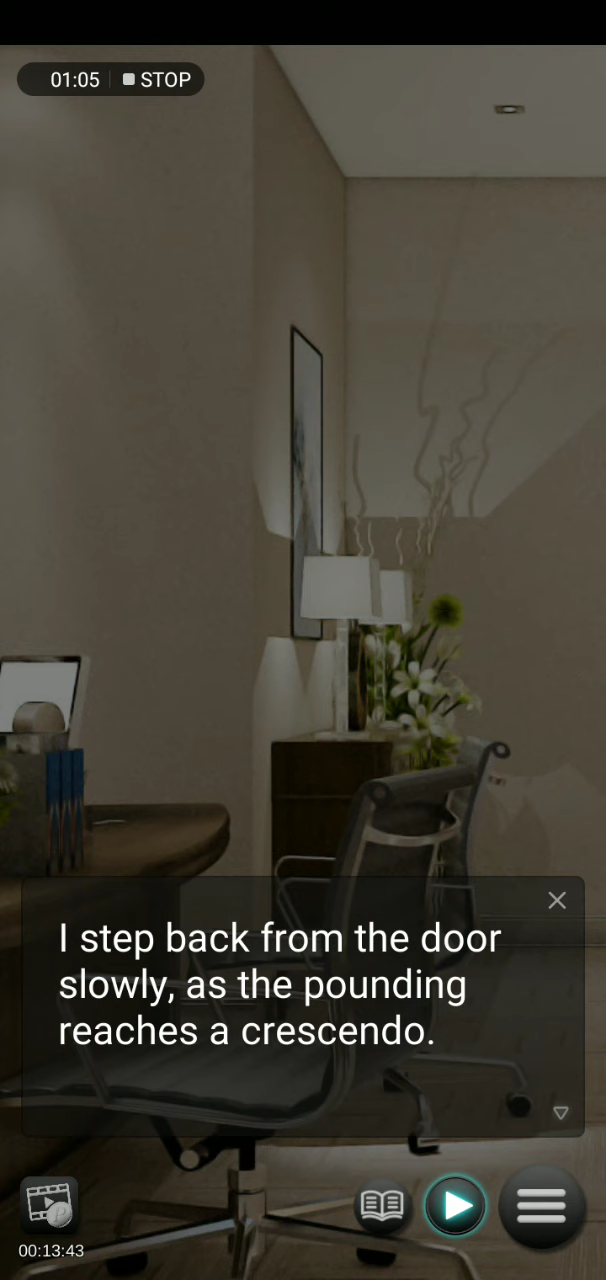 01:05
STOP
I step back from the door
slowly, as the pounding
reaches a crescendo.
00:13:43